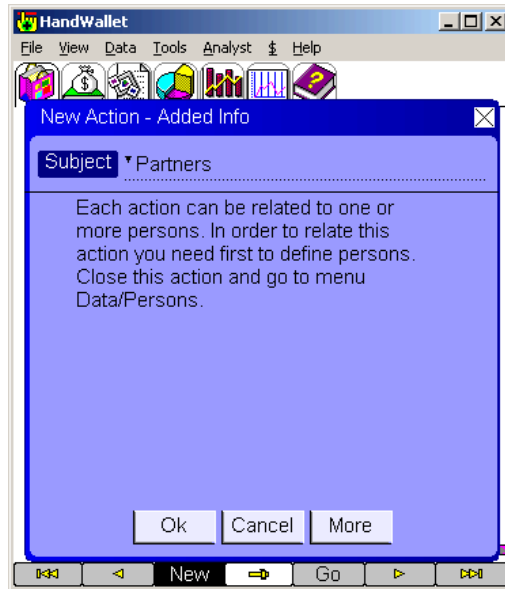 HandWallet
File View Data Tools Analyst $ Help
New Action - Added Info
Subject Partners
Each action can be related to one or
more persons. In order to relate this
action you need first to define persons.
Close this action and go to menu
Data/Persons.
Ok Cancel More
New Go